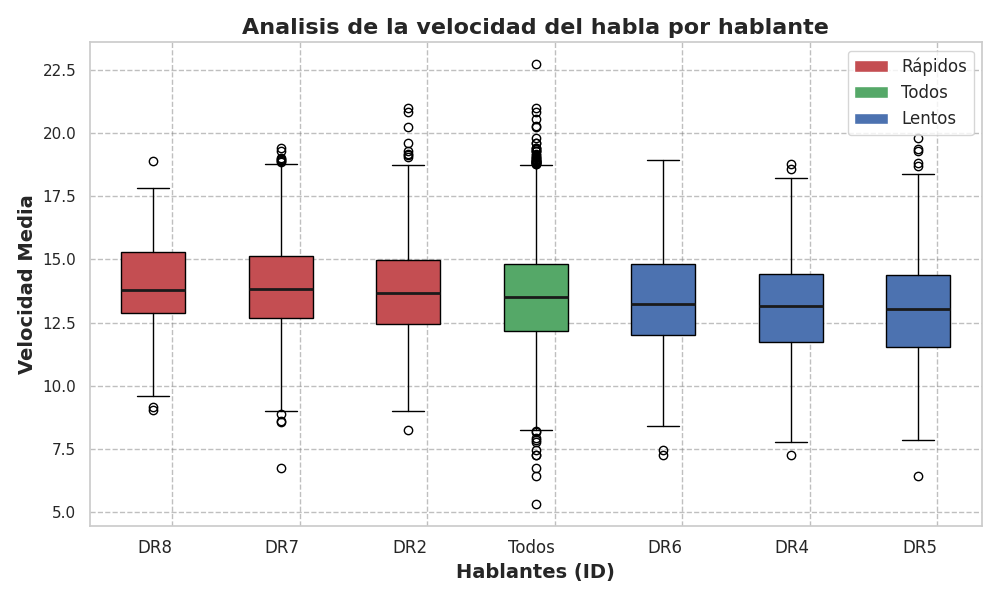 Analisis de la velocidad del habla por hablante
Velocidad Media
22.5
20.0
17.5
15.0
12.5
10.0
7.5
5.0
Rápidos
Todos
Lentos
DR8 DR7 DR2 Todos DR6 DR4 DR5
Hablantes (ID)